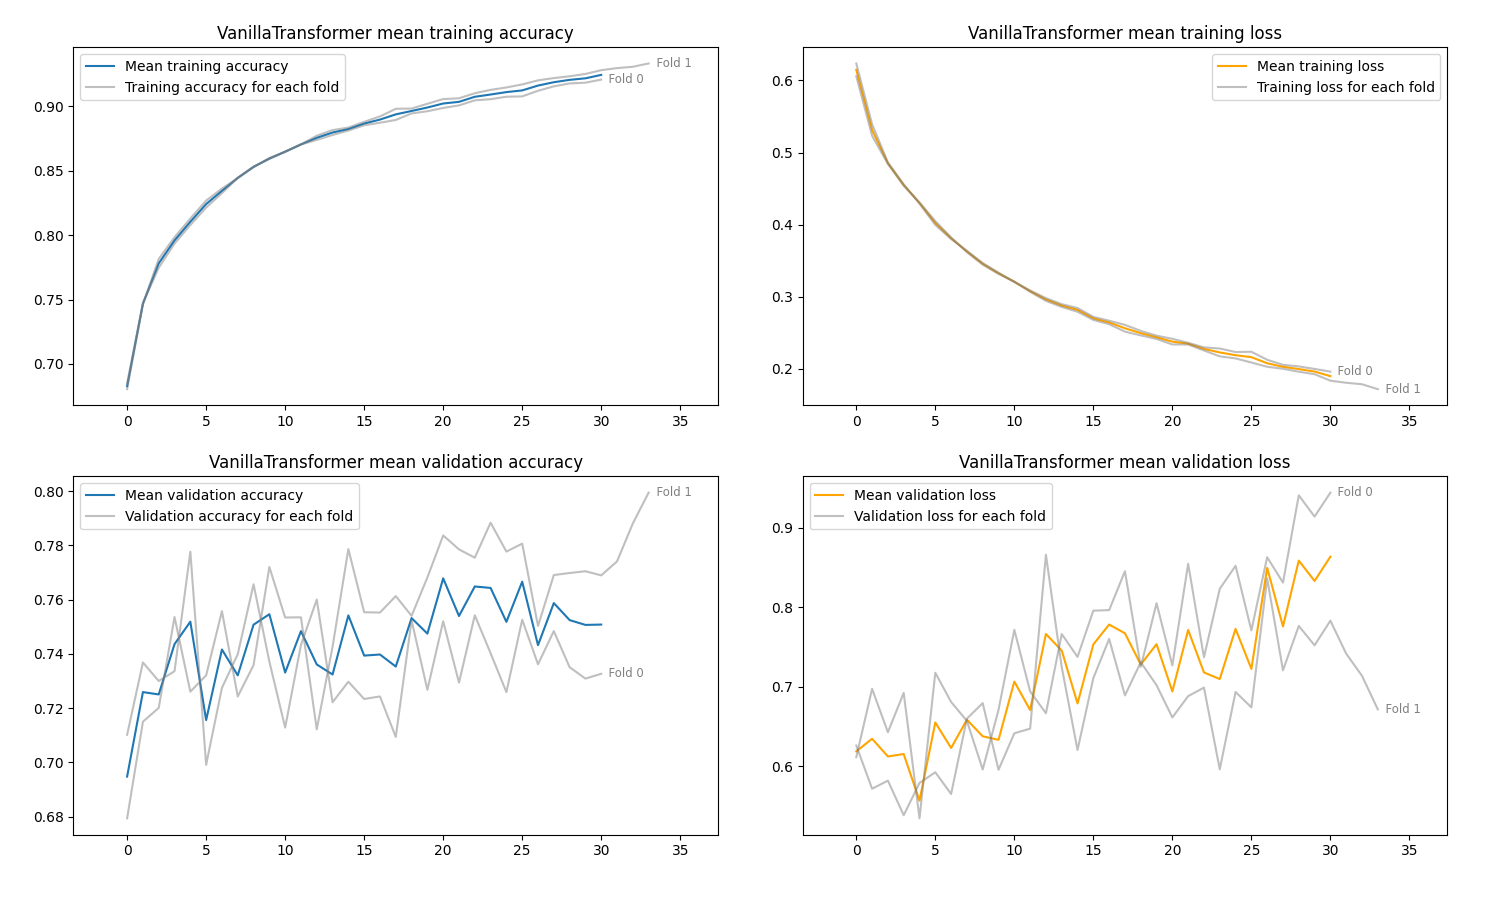 VanillaTransformer mean training accuracy
Mean training accuracy
Training accuracy for each fold
Fold 1
Fold 0
0.90
0.85
0.80
0.75
0.70
0 5 10 15 20 25 30 35
VanillaTransformer mean training loss
Mean training loss
Training loss for each fold
0.6
0.5
0.4
0.3
0.2
Fold 0
Fold 1
0 5 10 15 20 25 30 35
VanillaTransformer mean validation accuracy
Mean validation accuracy
Validation accuracy for each fold
Fold 1
Fold 0
0.80
0.78
0.76
0.74
0.72
0.70
0.68
0 5 10 15 20 25 30 35
VanillaTransformer mean validation loss
Mean validation loss
Validation loss for each fold
Fold 0
Fold 1
0.9
0.8
0.7
0.6
0 5 10 15 20 25 30 35